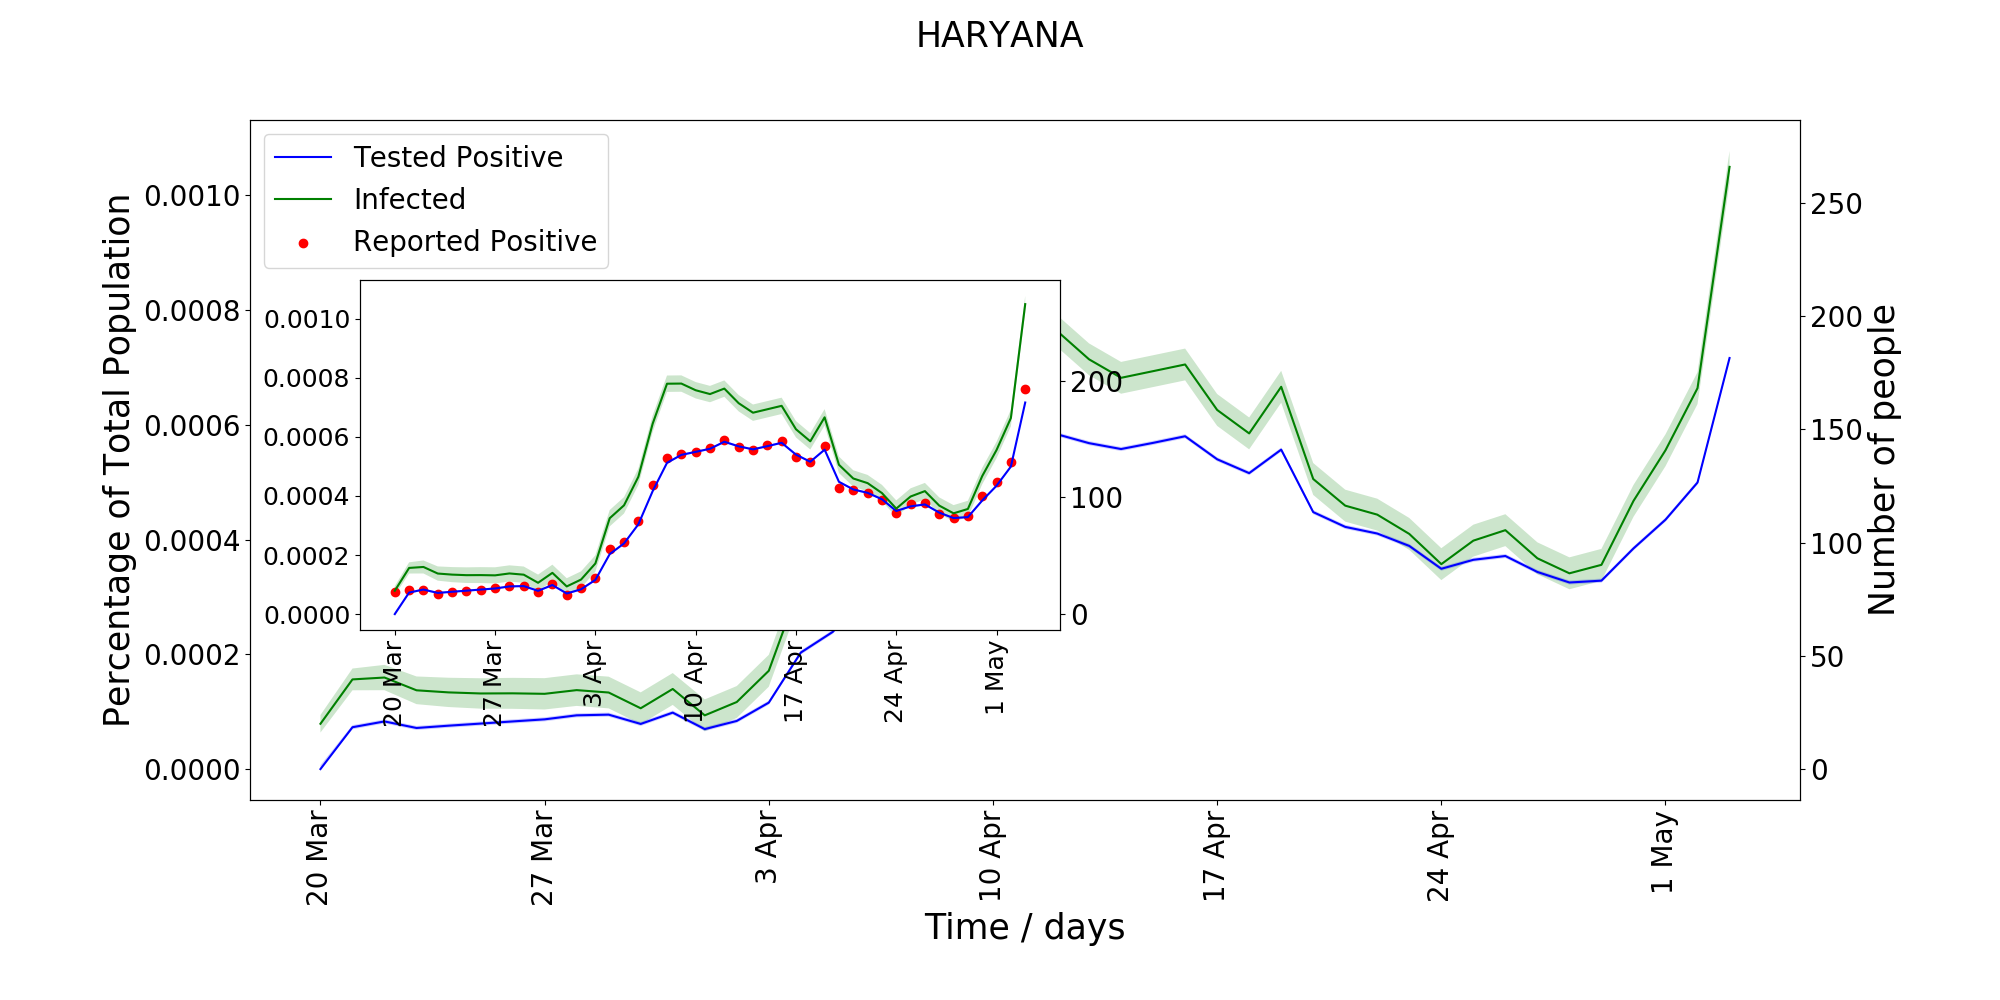 HARYANA
Tested Positive
Infected
Reported Positive
Percentage of Total Population
0.0010
0.0008
0.0006
0.0004
0.0002
0.0000
0.0010
0.0008
0.0006
0.0004
0.0002
0.0000
200
100
0
20 Mar
27 Mar
3 Apr
10 Apr
17 Apr
24 Apr
1 May
250
200
150
100
50
0
Number of people
20 Mar
27 Mar
3 Apr
10 Apr
17 Apr
24 Apr
1 May
Time / days